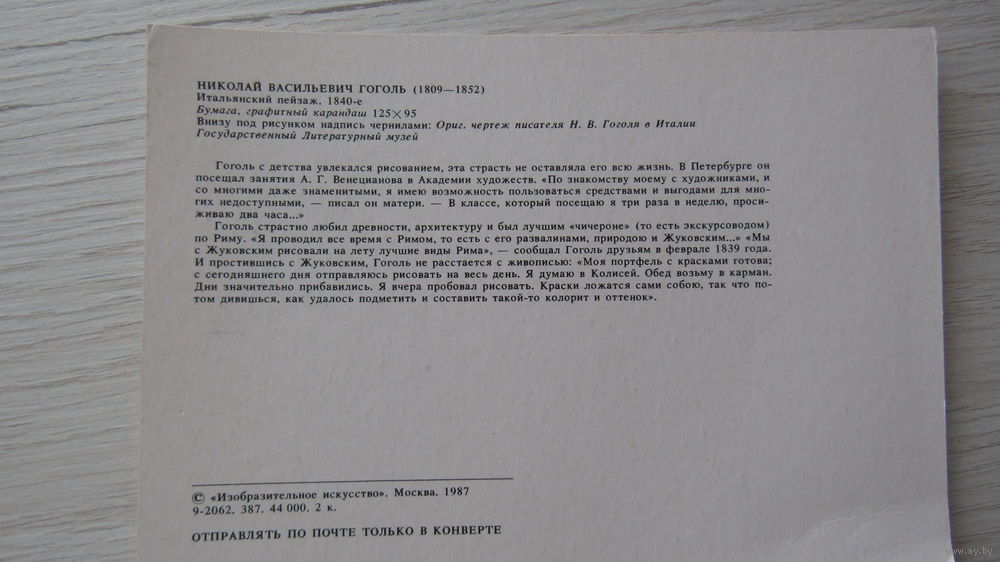 НИКОЛАЙ ВАСИЛЬЕВИЧ ГОГОЛЬ (1809—1852)
Итальянский пейзаж. 1840-е
Бумага, графитный карандаш 125×95
Внизу под рисунком надпись чернилами: Ориг. чертеж писателя Н. В. Гоголя в Италии
Государственный Литературный музей
Гоголь с детства увлекался рисованием, эта страсть не оставляла его всю жизнь. В Петербурге он
посещал занятия А. Г. Венецианова в Академии художеств. «По знакомству моему с художниками, и
со многими даже знаменитыми, я имею возможность пользоваться средствами и выгодами для мно-
гих недоступными, — писал он матери. — В классе, который посещаю я три раза в неделю, проси-
живаю два часа...»
Гоголь страстно любил древности, архитектуру и был лучшим «чичероне» (то есть экскурсоводом)
по Риму. «Я проводил все время с Римом, то есть с его развалинами, природою и Жуковским...» «Мы
с Жуковским рисовали на лету лучшие виды Рима», — сообщал Гоголь друзьям в феврале 1839 года.
И простившись с Жуковским, Гоголь не расстается с живописью: «Моя портфель с красками готова;
с сегодняшнего дня отправляюсь рисовать на весь день. Я думаю в Колисей. Обед возьму в карман.
Дни значительно прибавились. Я вчера пробовал рисовать. Краски ложатся сами собою, так что по-
том дивишься, как удалось подметить и составить такой-то колорит и оттенок».
© «Изобразительное искусство». Москва. 1987
9-2062. 387. 44 000. 2 к.
ОТПРАВЛЯТЬ ПО ПОЧТЕ ТОЛЬКО В КОНВЕРТЕ
www.ay.by